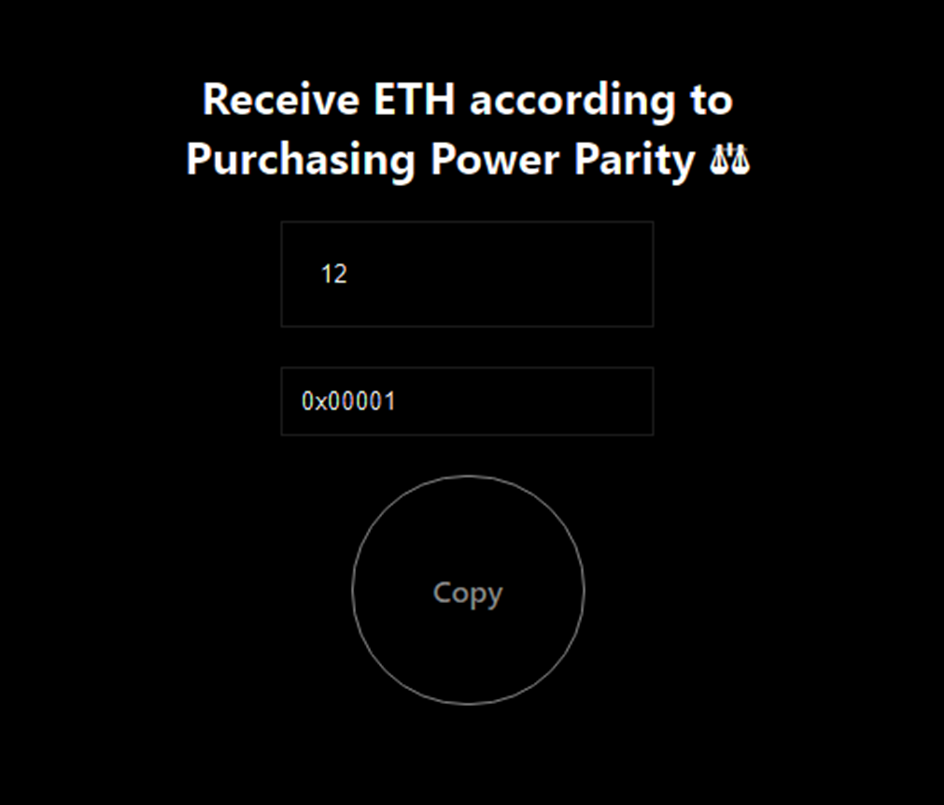 Receive ETH according to
Purchasing Power Parity ⚖⚖
12
0x00001
Copy